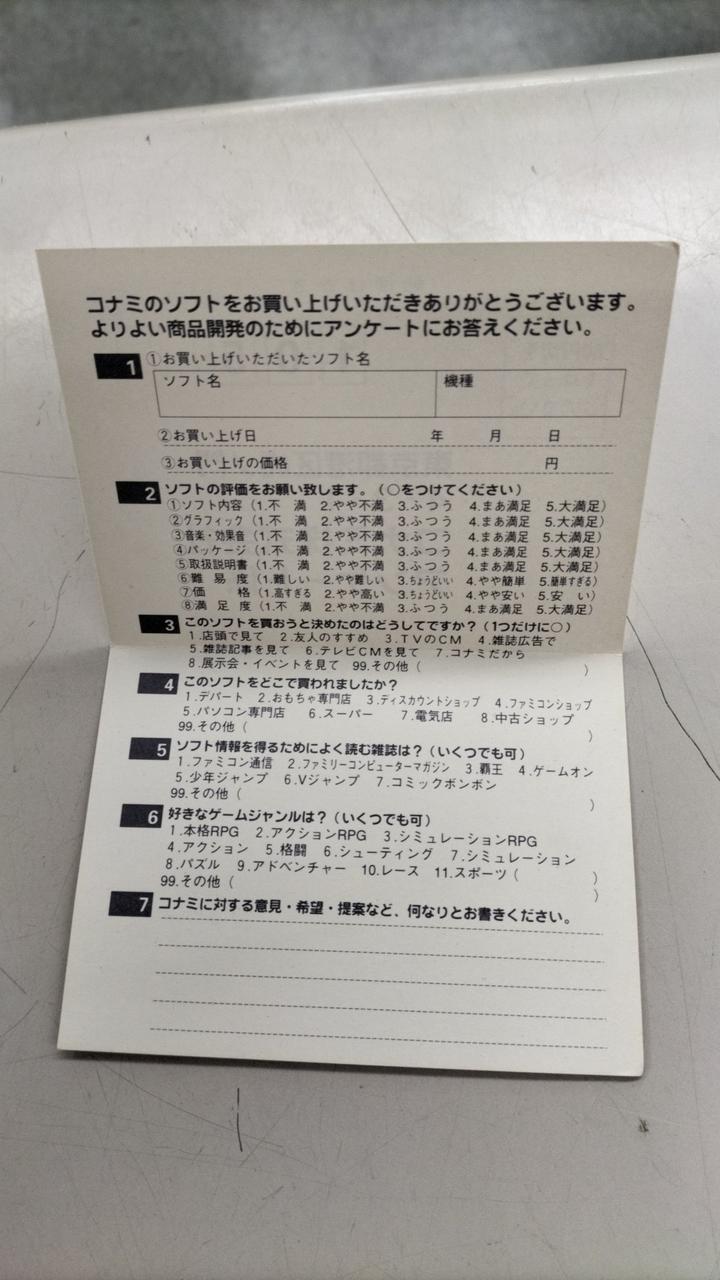 コナミのソフトをお買い上げいただきありがとうございます。
よりよい商品開発のためにアンケートにお答えください。
1 ①お買い上げいただいたソフト名
ソフト名 機種
②お買い上げ日 年 月 日
③お買い上げの価格 円
2 ソフトの評価をお願い致します。（○をつけてください）
①ソフト内容（1.不 満 2.やや不満 3.ふつう 4.まあ満足 5.大満足）
②グラフィック（1.不 満 2.やや不満 3.ふつう 4.まあ満足 5.大満足）
③音楽・効果音（1.不 満 2.やや不満 3.ふつう 4.まあ満足 5.大満足）
④パッケージ（1.不 満 2.やや不満 3.ふつう 4.まあ満足 5.大満足）
⑤取扱説明書（1.不 満 2.やや不満 3.ふつう 4.まあ満足 5.大満足）
⑥難 易 度（1.難しい 2.やや難しい 3.ちょうどいい 4.やや簡単 5.簡単すぎる）
⑦価 格（1.高すぎる 2.やや高い 3.ちょうどいい 4.やや安い 5.安 い）
⑧満 足 度（1.不 満 2.やや不満 3.ふつう 4.まあ満足 5.大満足）
3 このソフトを買おうと決めたのはどうしてですか？（1つだけに○）
1.店頭で見て 2.友人のすすめ 3.TVのCM 4.雑誌広告で
5.雑誌記事を見て 6.テレビCMを見て 7.コナミだから
8.展示会・イベントを見て 99.その他（ ）
4 このソフトをどこで買われましたか？
1.デパート 2.おもちゃ専門店 3.ディスカウントショップ 4.ファミコンショップ
5.パソコン専門店 6.スーパー 7.電気店 8.中古ショップ
99.その他（ ）
5 ソフト情報を得るためによく読む雑誌は？（いくつでも可）
1.ファミコン通信 2.ファミリーコンピューターマガジン 3.覇王 4.ゲームオン
5.少年ジャンプ 6.Vジャンプ 7.コミックボンボン
99.その他（ ）
6 好きなゲームジャンルは？（いくつでも可）
1.本格RPG 2.アクションRPG 3.シミュレーションRPG
4.アクション 5.格闘 6.シューティング 7.シミュレーション
8.パズル 9.アドベンチャー 10.レース 11.スポーツ（ ）
99.その他（ ）
7 コナミに対する意見・希望・提案など、何なりとお書きください。